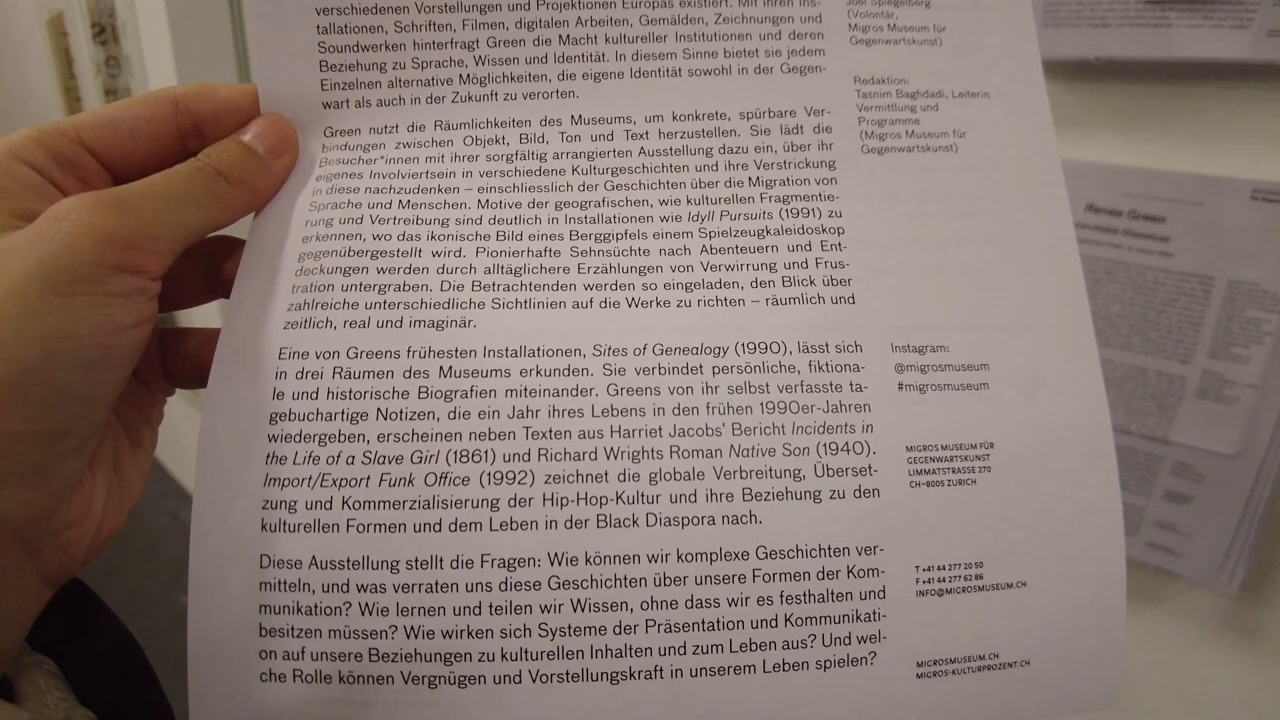 verschiedenen Vorstellungen und Projektionen Europas existiert. Mit ihren Ins-
tallationen, Schriften, Filmen, digitalen Arbeiten, Gemälden, Zeichnungen und
Soundwerken hinterfragt Green die Macht kultureller Institutionen und deren
Beziehung zu Sprache, Wissen und Identität. In diesem Sinne bietet sie jedem
Einzelnen alternative Möglichkeiten, die eigene Identität sowohl in der Gegen-
wart als auch in der Zukunft zu verorten.
Green nutzt die Räumlichkeiten des Museums, um konkrete, spürbare Ver-
bindungen zwischen Objekt, Bild, Ton und Text herzustellen. Sie lädt die
Besucher*innen mit ihrer sorgfältig arrangierten Ausstellung dazu ein, über ihr
eigenes Involviertsein in verschiedene Kulturgeschichten und ihre Verstrickung
in diese nachzudenken – einschliesslich der Geschichten über die Migration von
Sprache und Menschen. Motive der geografischen, wie kulturellen Fragmentie-
rung und Vertreibung sind deutlich in Installationen wie Idyll Pursuits (1991) zu
erkennen, wo das ikonische Bild eines Berggipfels einem Spielzeugkaleidoskop
gegenübergestellt wird. Pionierhafte Sehnsüchte nach Abenteuern und Ent-
deckungen werden durch alltäglichere Erzählungen von Verwirrung und Frus-
tration untergraben. Die Betrachtenden werden so eingeladen, den Blick über
zahlreiche unterschiedliche Sichtlinien auf die Werke zu richten – räumlich und
zeitlich, real und imaginär.
Eine von Greens frühesten Installationen, Sites of Genealogy (1990), lässt sich
in drei Räumen des Museums erkunden. Sie verbindet persönliche, fiktiona-
le und historische Biografien miteinander. Greens von ihr selbst verfasste ta-
gebuchartige Notizen, die ein Jahr ihres Lebens in den frühen 1990er-Jahren
wiedergeben, erscheinen neben Texten aus Harriet Jacobs' Bericht Incidents in
the Life of a Slave Girl (1861) und Richard Wrights Roman Native Son (1940).
Import/Export Funk Office (1992) zeichnet die globale Verbreitung, Überset-
zung und Kommerzialisierung der Hip-Hop-Kultur und ihre Beziehung zu den
kulturellen Formen und dem Leben in der Black Diaspora nach.
Diese Ausstellung stellt die Fragen: Wie können wir komplexe Geschichten ver-
mitteln, und was verraten uns diese Geschichten über unsere Formen der Kom-
munikation? Wie lernen und teilen wir Wissen, ohne dass wir es festhalten und
besitzen müssen? Wie wirken sich Systeme der Präsentation und Kommunikati-
on auf unsere Beziehungen zu kulturellen Inhalten und zum Leben aus? Und wel-
che Rolle können Vergnügen und Vorstellungskraft in unserem Leben spielen?
Spiegelberg
(Volontär,
Migros Museum für
Gegenwartskunst)
Redaktion:
Tasnim Baghdadi, Leiterin
Vermittlung und
Programme
(Migros Museum für
Gegenwartskunst)
Instagram:
@migrosmuseum
#migrosmuseum
MIGROS MUSEUM FÜR
GEGENWARTSKUNST
LIMMATSTRASSE 270
CH–8005 ZURICH
T +41 44 277 20 50
F +41 44 277 62 86
INFO@MIGROSMUSEUM.CH
MIGROSMUSEUM.CH
MIGROS-KULTURPROZENT.CH
Renée Green